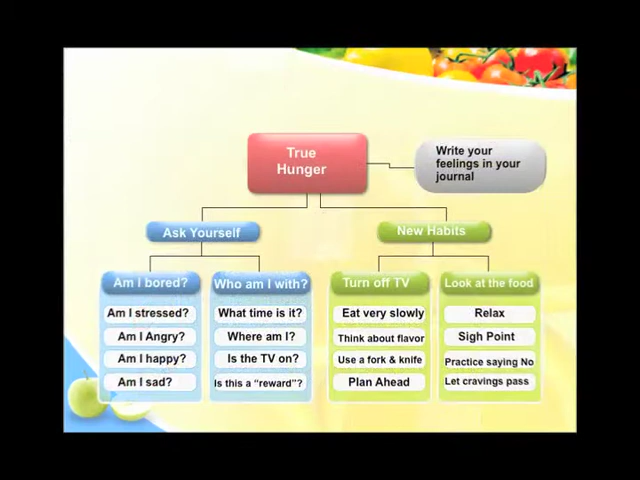 True
Hunger
Write your
feelings in your
journal
Ask Yourself
New Habits
Am I bored?
Am I stressed?
Am I Angry?
Am I happy?
Am I sad?
Who am I with?
What time is it?
Where am I?
Is the TV on?
Is this a “reward”?
Turn off TV
Eat very slowly
Think about flavor
Use a fork & knife
Plan Ahead
Look at the food
Relax
Sigh Point
Practice saying No
Let cravings pass